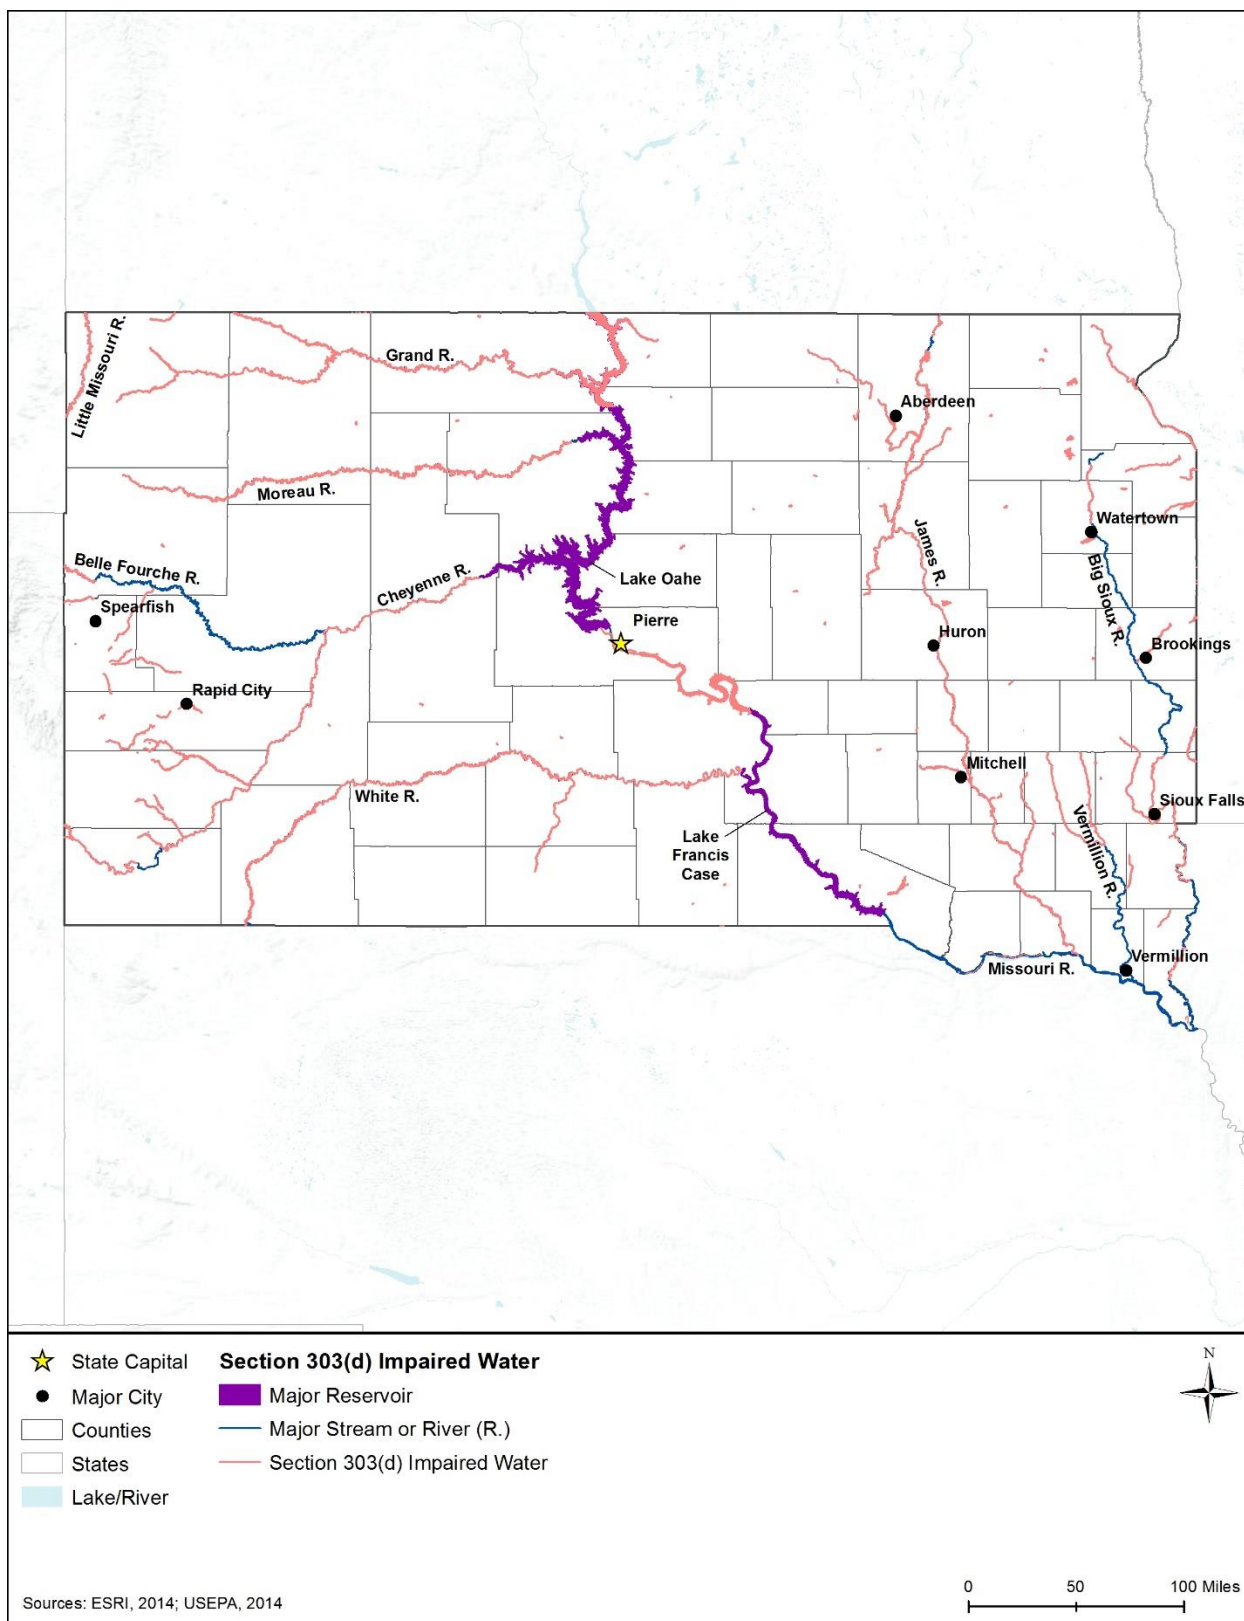 Little Missouri R.
Grand R.
Aberdeen
Moreau R.
Watertown
James R.
Belle Fourche R.
Cheyenne R.
Lake Oahe
Big Sioux R.
Spearfish
Pierre
Huron
Brookings
Rapid City
Mitchell
White R.
Sioux Falls
Vermillion R.
Lake
Francis
Case
Vermillion
Missouri R.
State Capital
Major City
Counties
States
Lake/River
Section 303(d) Impaired Water
Major Reservoir
Major Stream or River (R.)
Section 303(d) Impaired Water
N
0 50 100 Miles
Sources: ESRI, 2014; USEPA, 2014